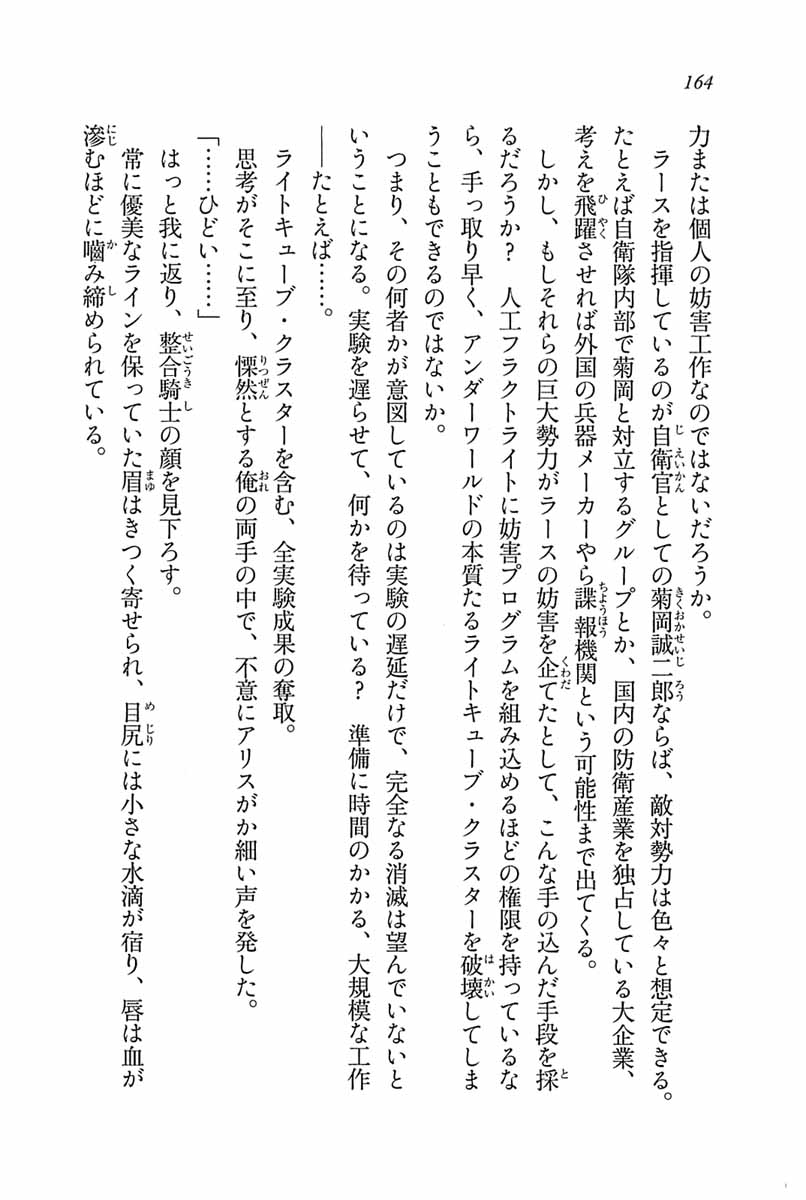 164
力または個人の妨害工作なのではないだろうか。
　ラースを指揮しているのが自衛官としての菊岡誠二郎ならば、敵対勢力は色々と想定できる。
たとえば自衛隊内部で菊岡と対立するグループとか、国内の防衛産業を独占している大企業、
考えを飛躍させれば外国の兵器メーカーやら諜報機関という可能性まで出てくる。
　しかし、もしそれらの巨大勢力がラースの妨害を企てたとして、こんな手の込んだ手段を採
るだろうか？　人工フラクトライトに妨害プログラムを組み込めるほどの権限を持っているな
ら、手っ取り早く、アンダーワールドの本質たるライトキューブ・クラスターを破壊してしま
うこともできるのではないか。
　つまり、その何者かが意図しているのは実験の遅延だけで、完全なる消滅は望んでいないと
いうことになる。実験を遅らせて、何かを待っている？　準備に時間のかかる、大規模な工作
――たとえば……。
　ライトキューブ・クラスターを含む、全実験成果の奪取。
　思考がそこに至り、慄然とする俺の両手の中で、不意にアリスがか細い声を発した。
「……ひどい……」
　はっと我に返り、整合騎士の顔を見下ろす。
　常に優美なラインを保っていた眉はきつく寄せられ、目尻には小さな水滴が宿り、唇は血が
滲むほどに嚙み締められている。